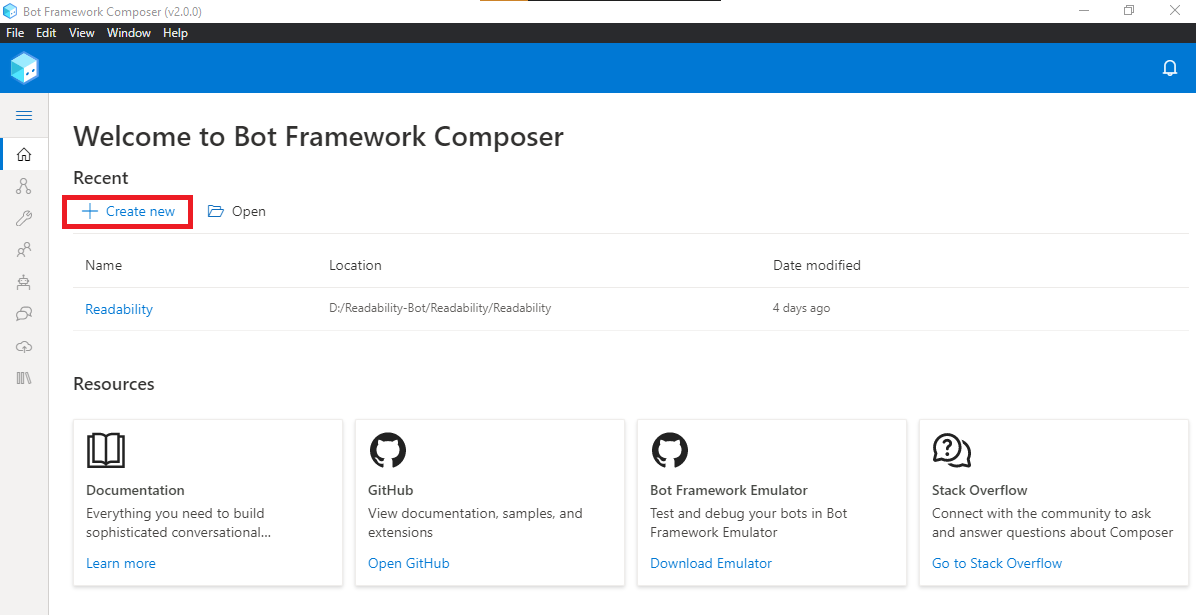 Bot Framework Composer (v2.0.0)
File Edit View Window Help
Welcome to Bot Framework Composer
Recent
Create new Open
Name Location Date modified
Readability D:/Readability-Bot/Readability/Readability 4 days ago
Resources
Documentation
Everything you need to build
sophisticated conversational...
Learn more
GitHub
View documentation, samples, and
extensions
Open GitHub
Bot Framework Emulator
Test and debug your bots in Bot
Framework Emulator
Download Emulator
Stack Overflow
Connect with the community to ask
and answer questions about Composer
Go to Stack Overflow